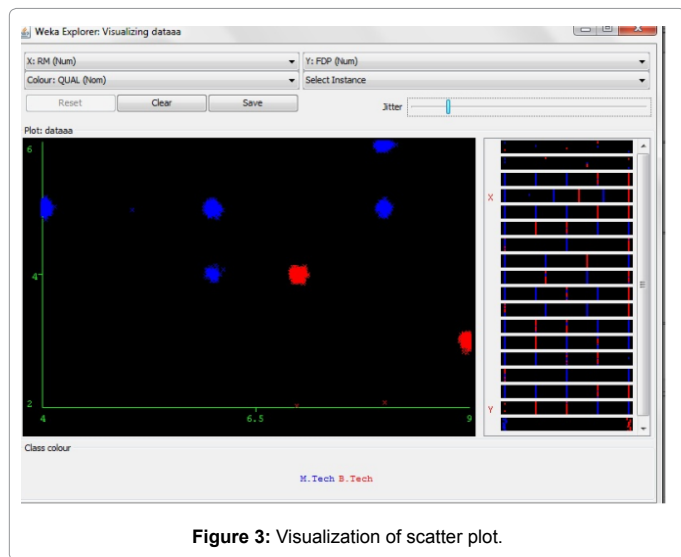 Weka Explorer: Visualizing dataaa
X: RM (Num)
Y: FDP (Num)
Colour: QUAL (Nom)
Select Instance
Reset
Clear
Save
Jitter
Plot: dataaa
6
4
2
4
6.5
9
X
Y
Class colour
M.Tech B.Tech
Figure 3: Visualization of scatter plot.